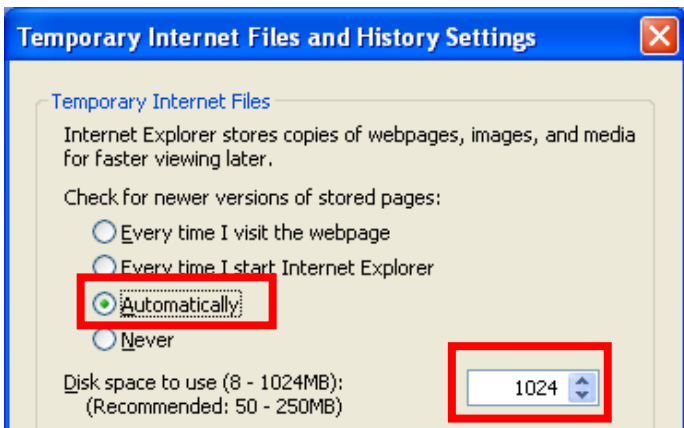 Temporary Internet Files and History Settings
Temporary Internet Files
Internet Explorer stores copies of webpages, images, and media
for faster viewing later.
Check for newer versions of stored pages:
Every time I visit the webpage
Every time I start Internet Explorer
Automatically
Never
Disk space to use (8 - 1024MB):
1024
(Recommended: 50 - 250MB)